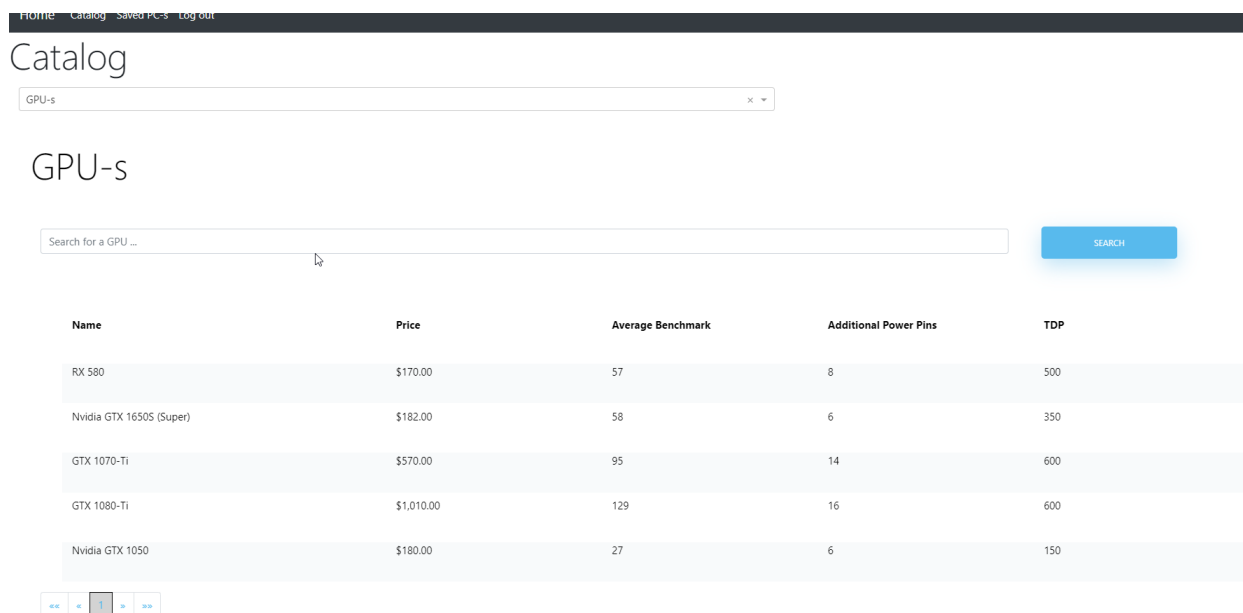 Home Catalog Saved PC-s Log out
Catalog
GPU-s
GPU-s
Search for a GPU ...
SEARCH
Name Price Average Benchmark Additional Power Pins TDP
RX 580 $170.00 57 8 500
Nvidia GTX 1650S (Super) $182.00 58 6 350
GTX 1070-Ti $570.00 95 14 600
GTX 1080-Ti $1,010.00 129 16 600
Nvidia GTX 1050 $180.00 27 6 150
«« « 1 » »»